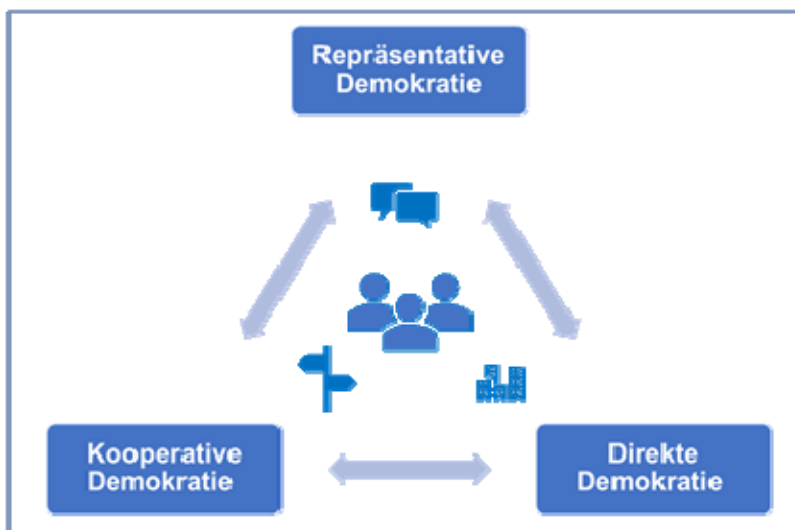 Repräsentative
Demokratie
Kooperative
Demokratie
Direkte
Demokratie